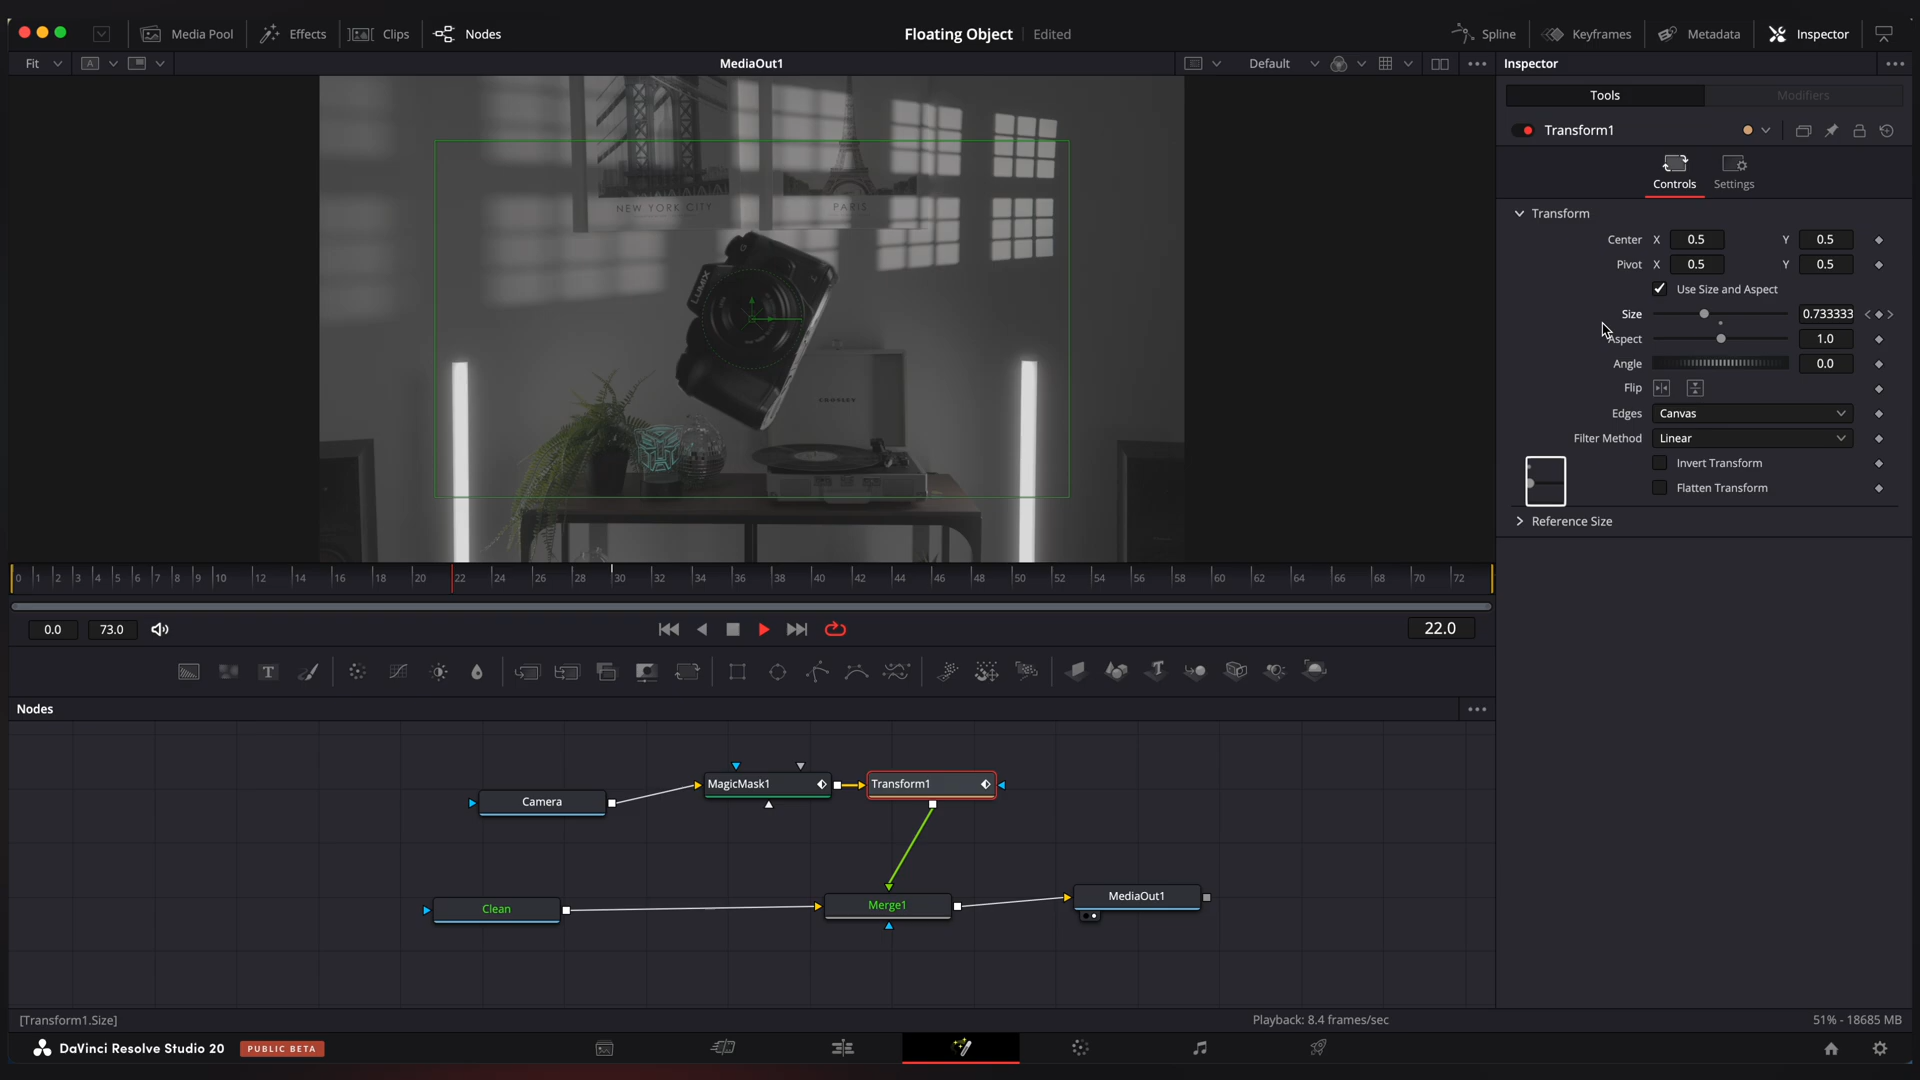 Media Pool
Effects
Clips
Nodes
Floating Object
Edited
Spline
Keyframes
Metadata
Inspector
Fit
A
MediaOut1
Default
Inspector
Tools
Modifiers
Transform1
Controls
Settings
Transform
Center X 0.5 Y 0.5
Pivot X 0.5 Y 0.5
Use Size and Aspect
Size 0.733333
Aspect 1.0
Angle 0.0
Flip
Edges Canvas
Filter Method Linear
Invert Transform
Flatten Transform
Reference Size
NEW YORK CITY
PARIS
LUMIX
CROSLEY
0 1 2 3 4 5 6 7 8 9 10 12 14 16 18 20 22 24 26 28 30 32 34 36 38 40 42 44 46 48 50 52 54 56 58 60 62 64 66 68 70 72
0.0
73.0
22.0
T
Nodes
MagicMask1
Transform1
Camera
Clean
Merge1
MediaOut1
[Transform1.Size]
Playback: 8.4 frames/sec
51% - 18685 MB
DaVinci Resolve Studio 20
PUBLIC BETA